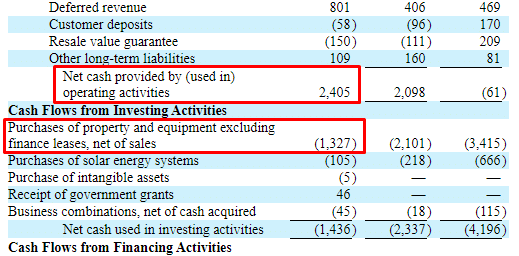 Deferred revenue 801 406 469
Customer deposits (58) (96) 170
Resale value guarantee (150) (111) 209
Other long-term liabilities 109 160 81
Net cash provided by (used in)
operating activities 2,405 2,098 (61)
Cash Flows from Investing Activities
Purchases of property and equipment excluding
finance leases, net of sales (1,327) (2,101) (3,415)
Purchases of solar energy systems (105) (218) (666)
Purchase of intangible assets (5) — —
Receipt of government grants 46 — —
Business combinations, net of cash acquired (45) (18) (115)
Net cash used in investing activities (1,436) (2,337) (4,196)
Cash Flows from Financing Activities